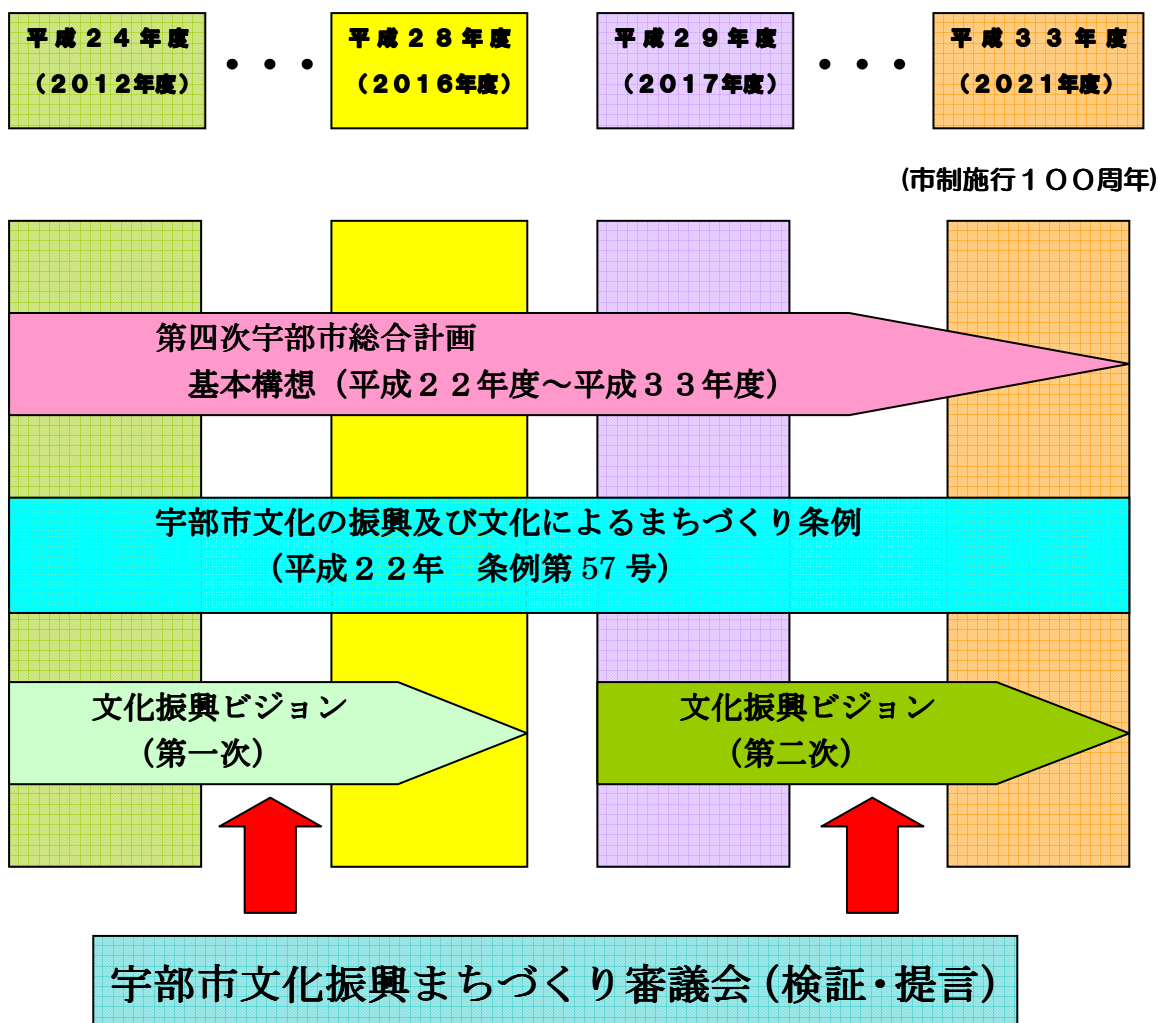 平成２４年度
（２０１２年度）
・・・
平成２８年度
（２０１６年度）
平成２９年度
（２０１７年度）
・・・
平成３３年度
（２０２１年度）
(市制施行１００周年)
第四次宇部市総合計画
基本構想（平成２２年度～平成３３年度）
宇部市文化の振興及び文化によるまちづくり条例
（平成２２年　条例第57号）
文化振興ビジョン
（第一次）
文化振興ビジョン
（第二次）
宇部市文化振興まちづくり審議会（検証・提言）